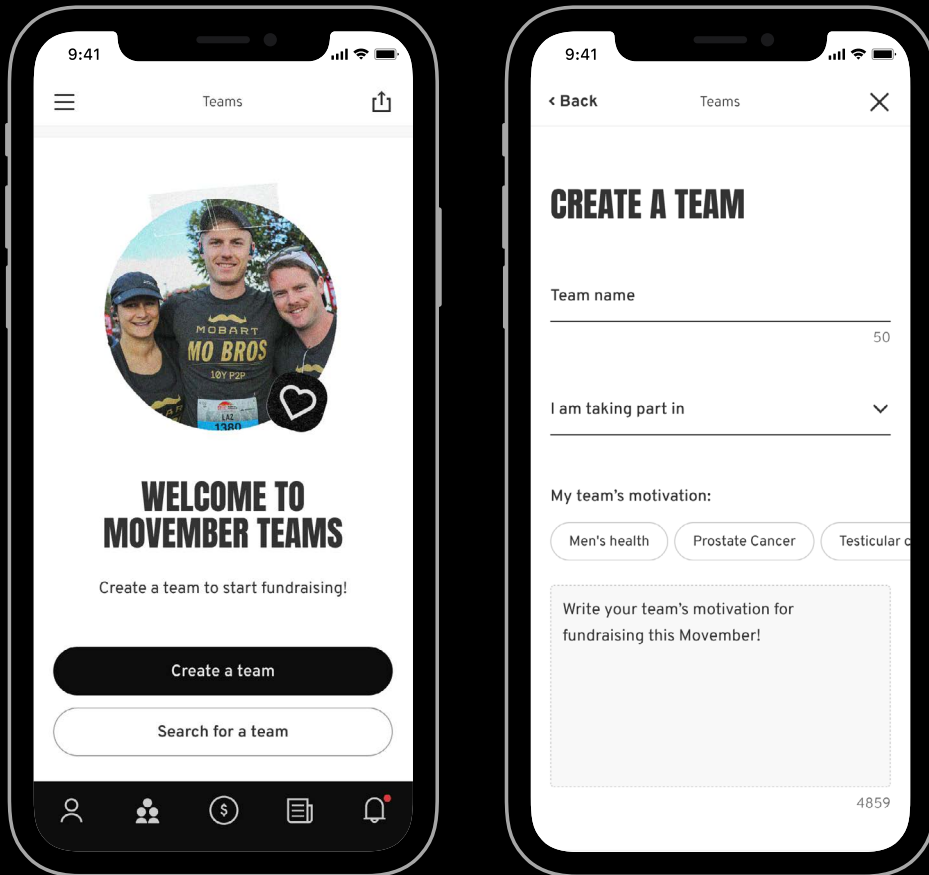 9:41
Teams
MOBART
MO BROS
10Y P2P
LAZ
1380
WELCOME TO
MOVEMBER TEAMS
Create a team to start fundraising!
Create a team
Search for a team
$
9:41
‹ Back
Teams
CREATE A TEAM
Team name
50
I am taking part in
My team's motivation:
Men's health
Prostate Cancer
Testicular c
Write your team's motivation for
fundraising this Movember!
4859